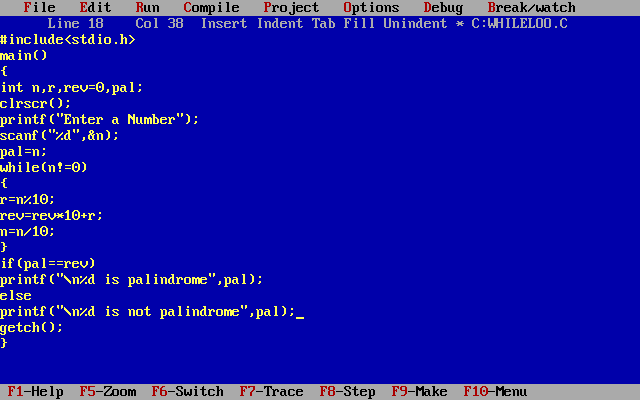 File Edit Run Compile Project Options Debug Break/watch
Line 18 Col 38 Insert Indent Tab Fill Unindent * C:WHILELOO.C
#include<stdio.h>
main()
{
int n,r,rev=0,pal;
clrscr();
printf("Enter a Number");
scanf("%d",&n);
pal=n;
while(n!=0)
{
r=n%10;
rev=rev*10+r;
n=n/10;
}
if(pal==rev)
printf("\n%d is palindrome",pal);
else
printf("\n%d is not palindrome",pal);
getch();
}
F1-Help F5-Zoom F6-Switch F7-Trace F8-Step F9-Make F10-Menu